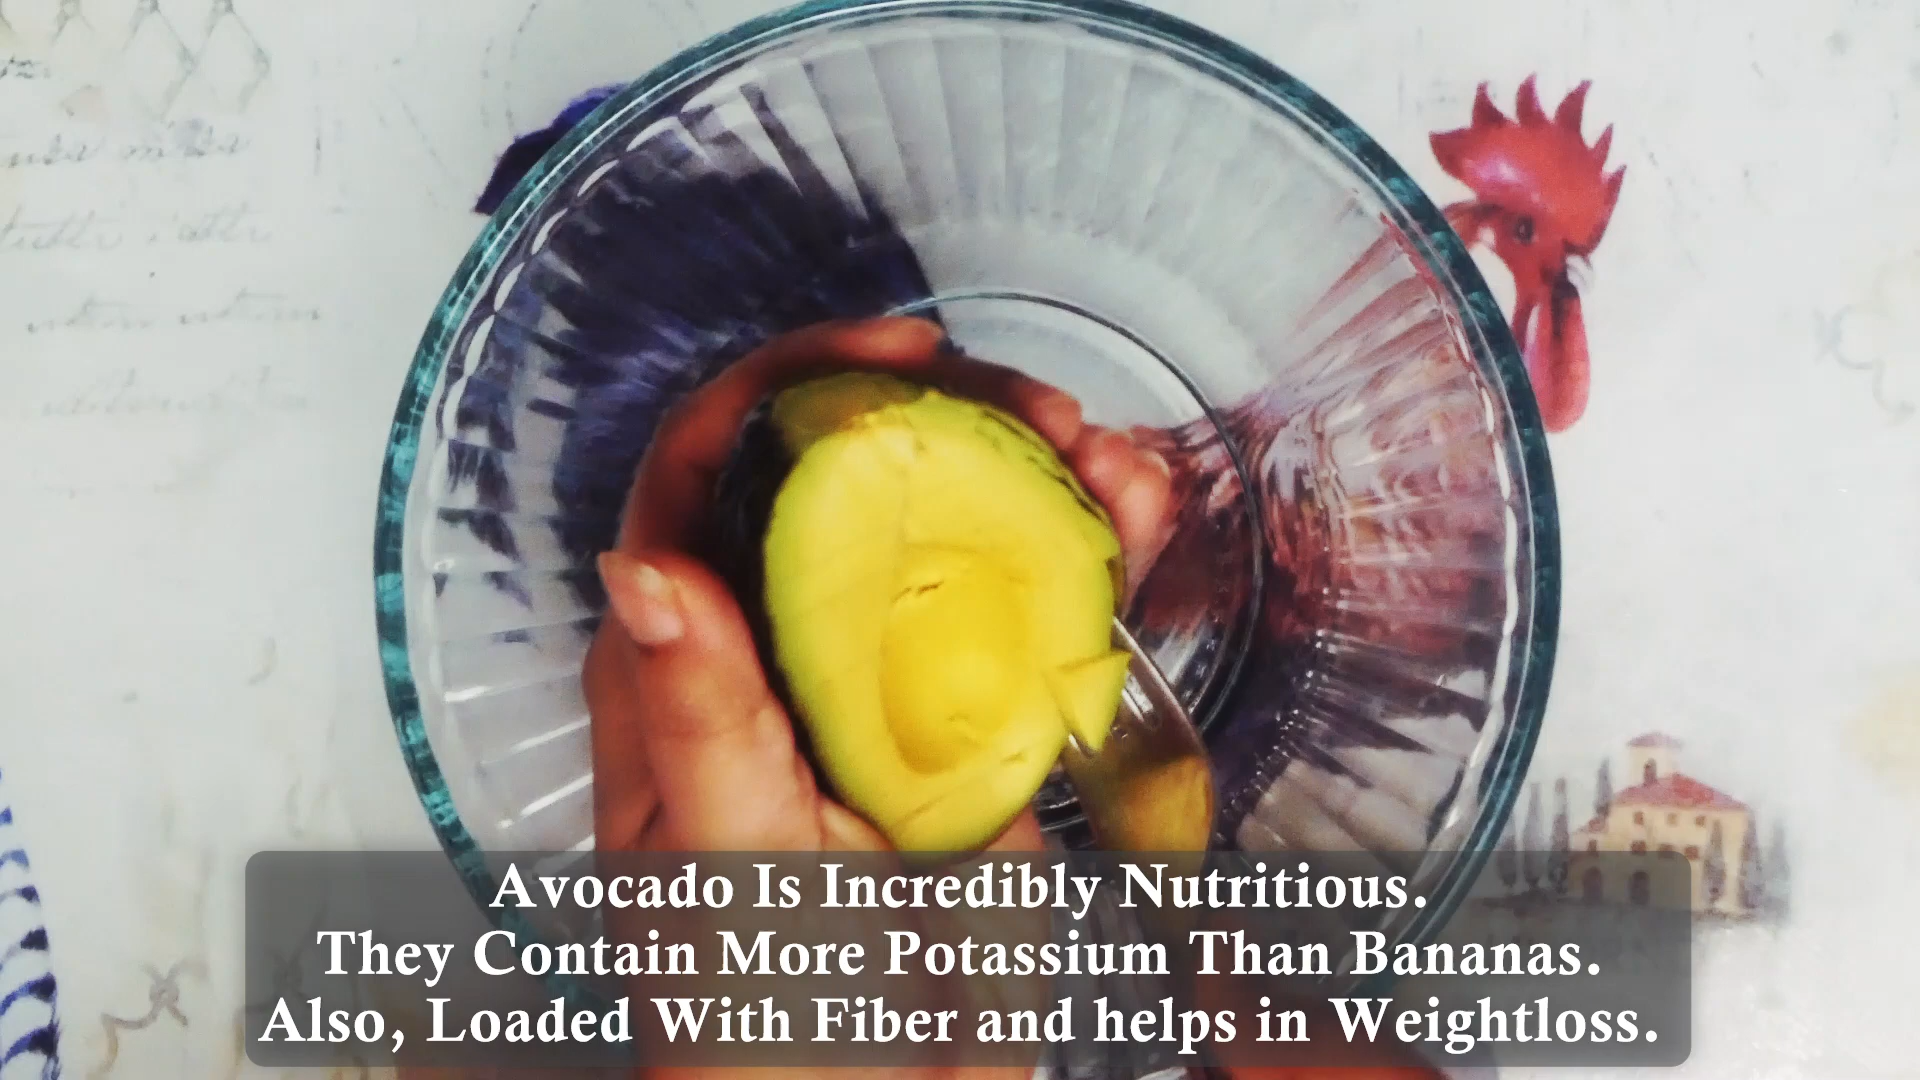 Avocado Is Incredibly Nutritious.
They Contain More Potassium Than Bananas.
Also, Loaded With Fiber and helps in Weightloss.